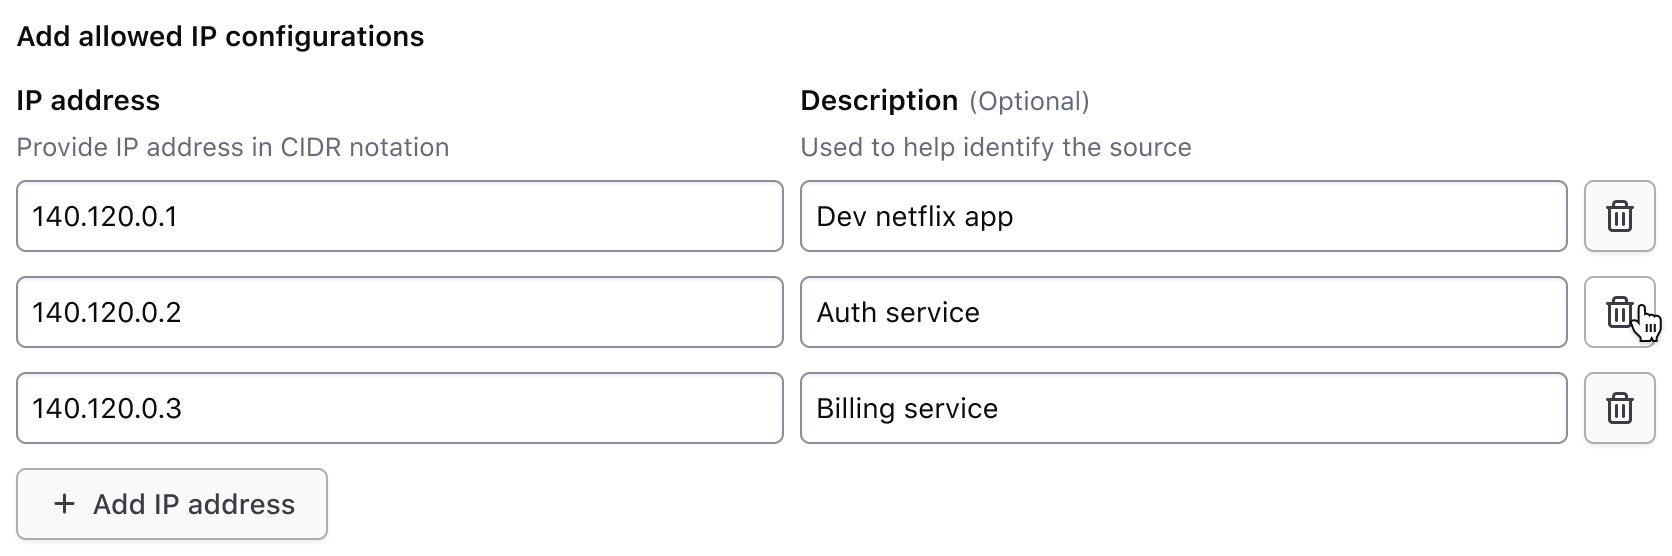 Add allowed IP configurations
IP address
Description (Optional)
Provide IP address in CIDR notation
Used to help identify the source
140.120.0.1
Dev netflix app
140.120.0.2
Auth service
140.120.0.3
Billing service
+ Add IP address